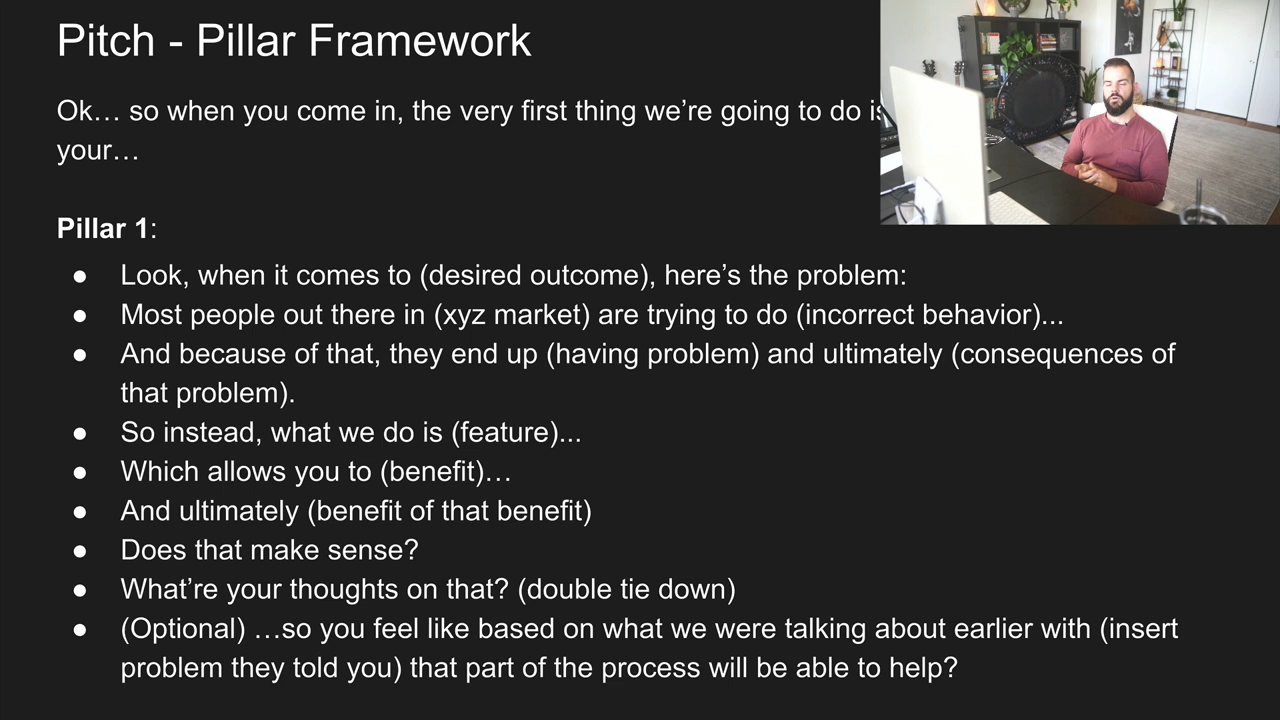 Pitch - Pillar Framework
Ok… so when you come in, the very first thing we’re going to do is
your…
Pillar 1:
● Look, when it comes to (desired outcome), here’s the problem:
● Most people out there in (xyz market) are trying to do (incorrect behavior)...
● And because of that, they end up (having problem) and ultimately (consequences of
that problem).
● So instead, what we do is (feature)...
● Which allows you to (benefit)…
● And ultimately (benefit of that benefit)
● Does that make sense?
● What’re your thoughts on that? (double tie down)
● (Optional) …so you feel like based on what we were talking about earlier with (insert
problem they told you) that part of the process will be able to help?